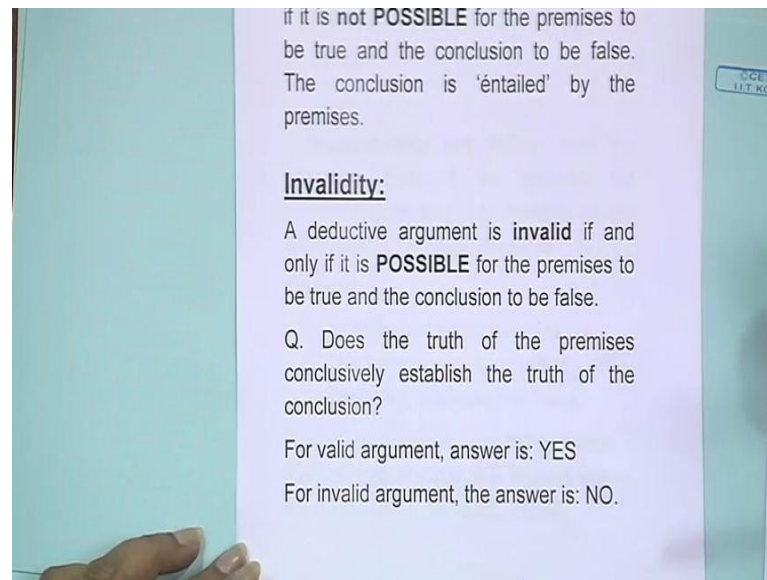 if it is not POSSIBLE for the premises to
be true and the conclusion to be false.
The conclusion is ‘éntailed’ by the
premises.
Invalidity:
A deductive argument is invalid if and
only if it is POSSIBLE for the premises to
be true and the conclusion to be false.
Q. Does the truth of the premises
conclusively establish the truth of the
conclusion?
For valid argument, answer is: YES
For invalid argument, the answer is: NO.
CCE
I.I.T.